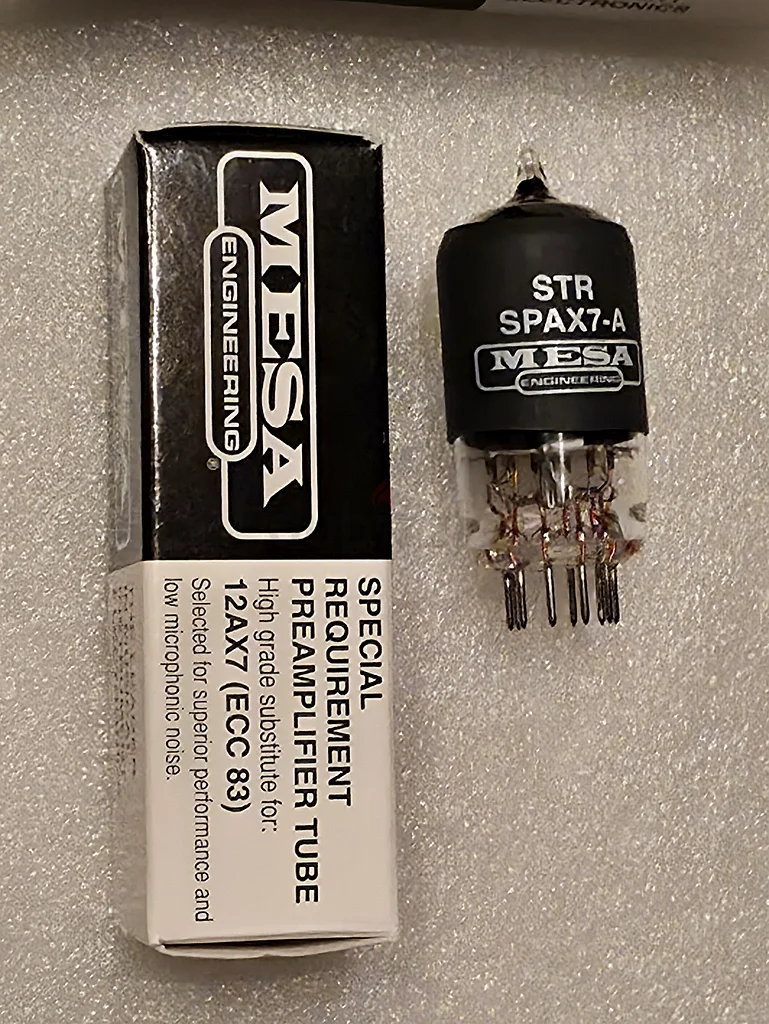 ELECTRONICS
MESA
ENGINEERING
®
SPECIAL
REQUIREMENT
PREAMPLIFIER TUBE
High grade substitute for:
12AX7 (ECC 83)
Selected for superior performance and
low microphonic noise.
STR
SPAX7-A
MESA
ENGINEERING